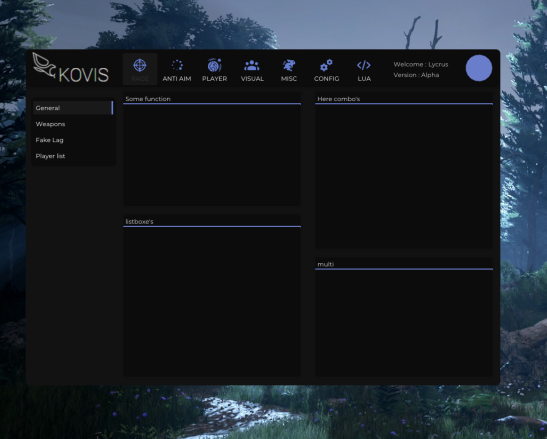 KOVIS
RAGE
ANTI AIM
PLAYER
VISUAL
MISC
CONFIG
LUA
Welcome : Lycrus
Version : Alpha
General
Weapons
Fake Lag
Player list
Some function
Here combo's
listboxe's
multi